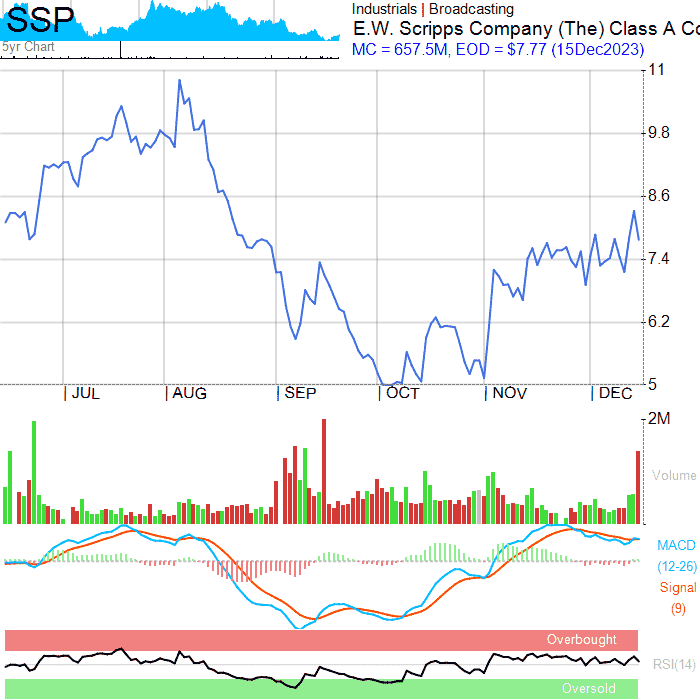 SSP
5yr Chart
Industrials | Broadcasting
E.W. Scripps Company (The) Class A Co
MC = 657.5M, EOD = $7.77 (15Dec2023)
11
9.8
8.6
7.4
6.2
5
JUL AUG SEP OCT NOV DEC
2M
Volume
MACD
(12-26)
Signal
(9)
Overbought
RSI(14)
Oversold